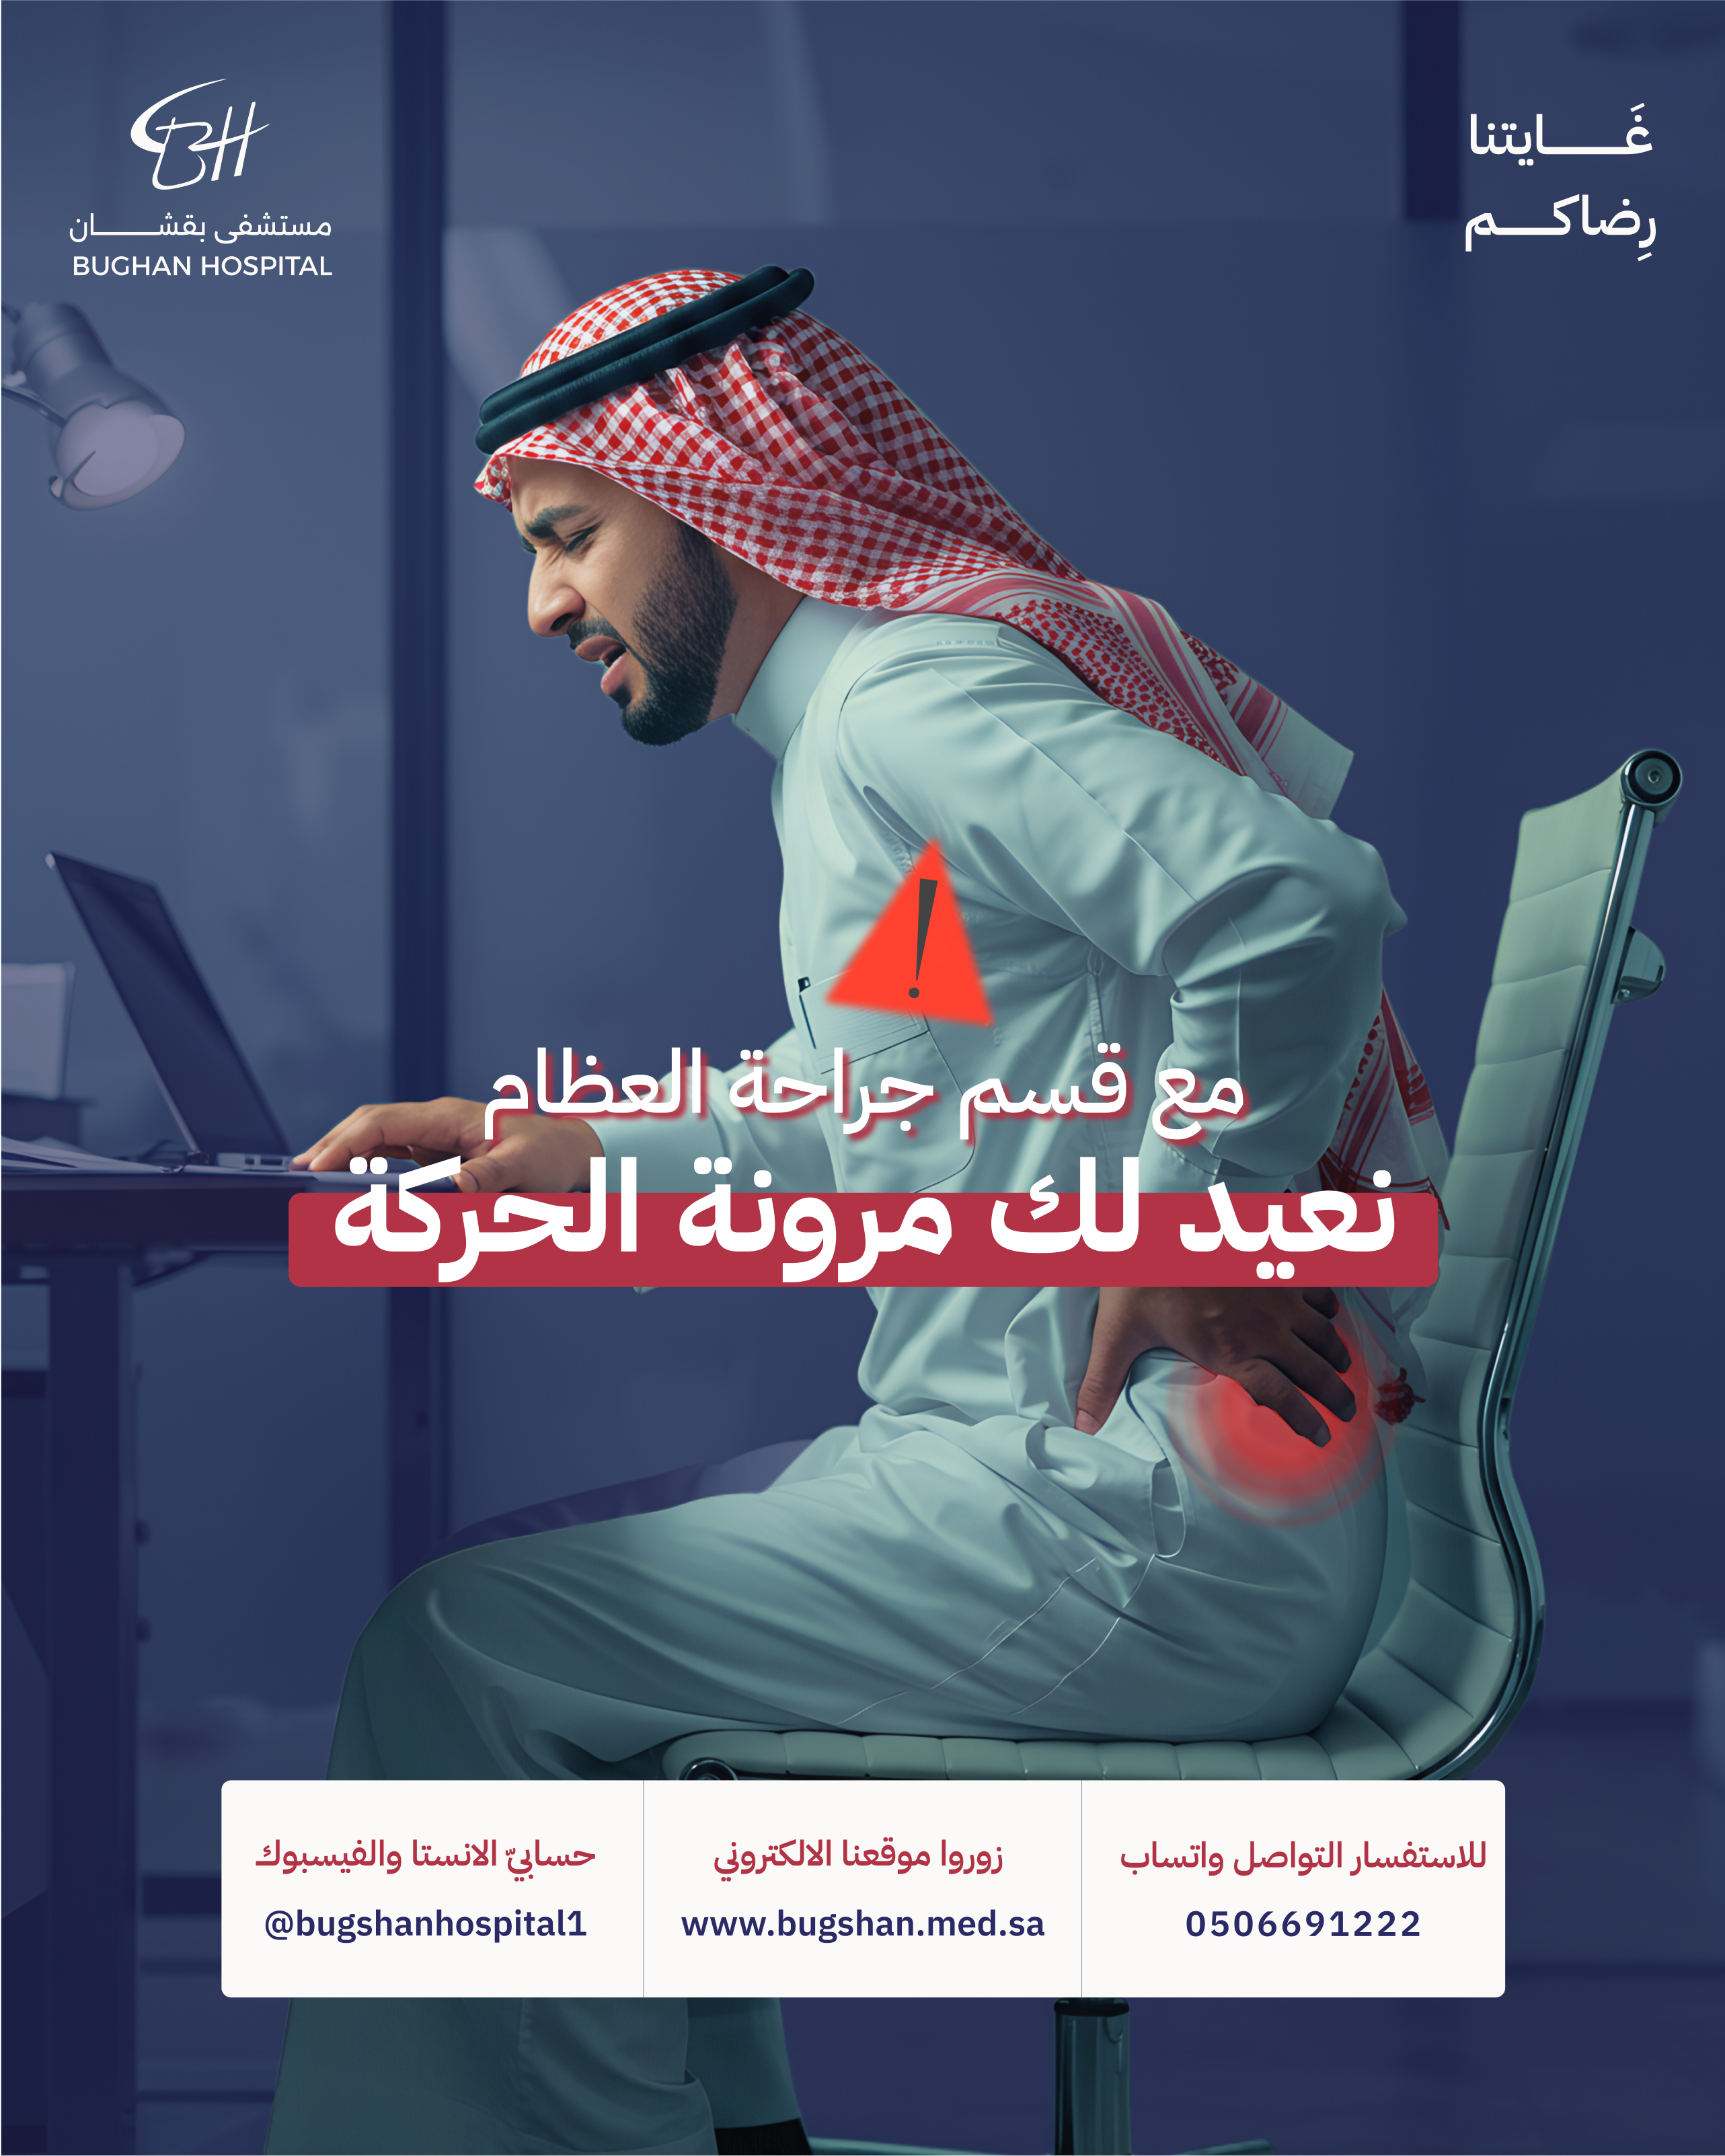 غَـــايتنا
رِضاكـــم
BH
مستشفى بقشـــان
BUGHAN HOSPITAL
!
مع قسم جراحة العظام
نعيد لك مرونة الحركة
للاستفسار التواصل واتساب
0506691222
زوروا موقعنا الالكتروني
www.bugshan.med.sa
حسابيّ الانستا والفيسبوك
@bugshanhospital1